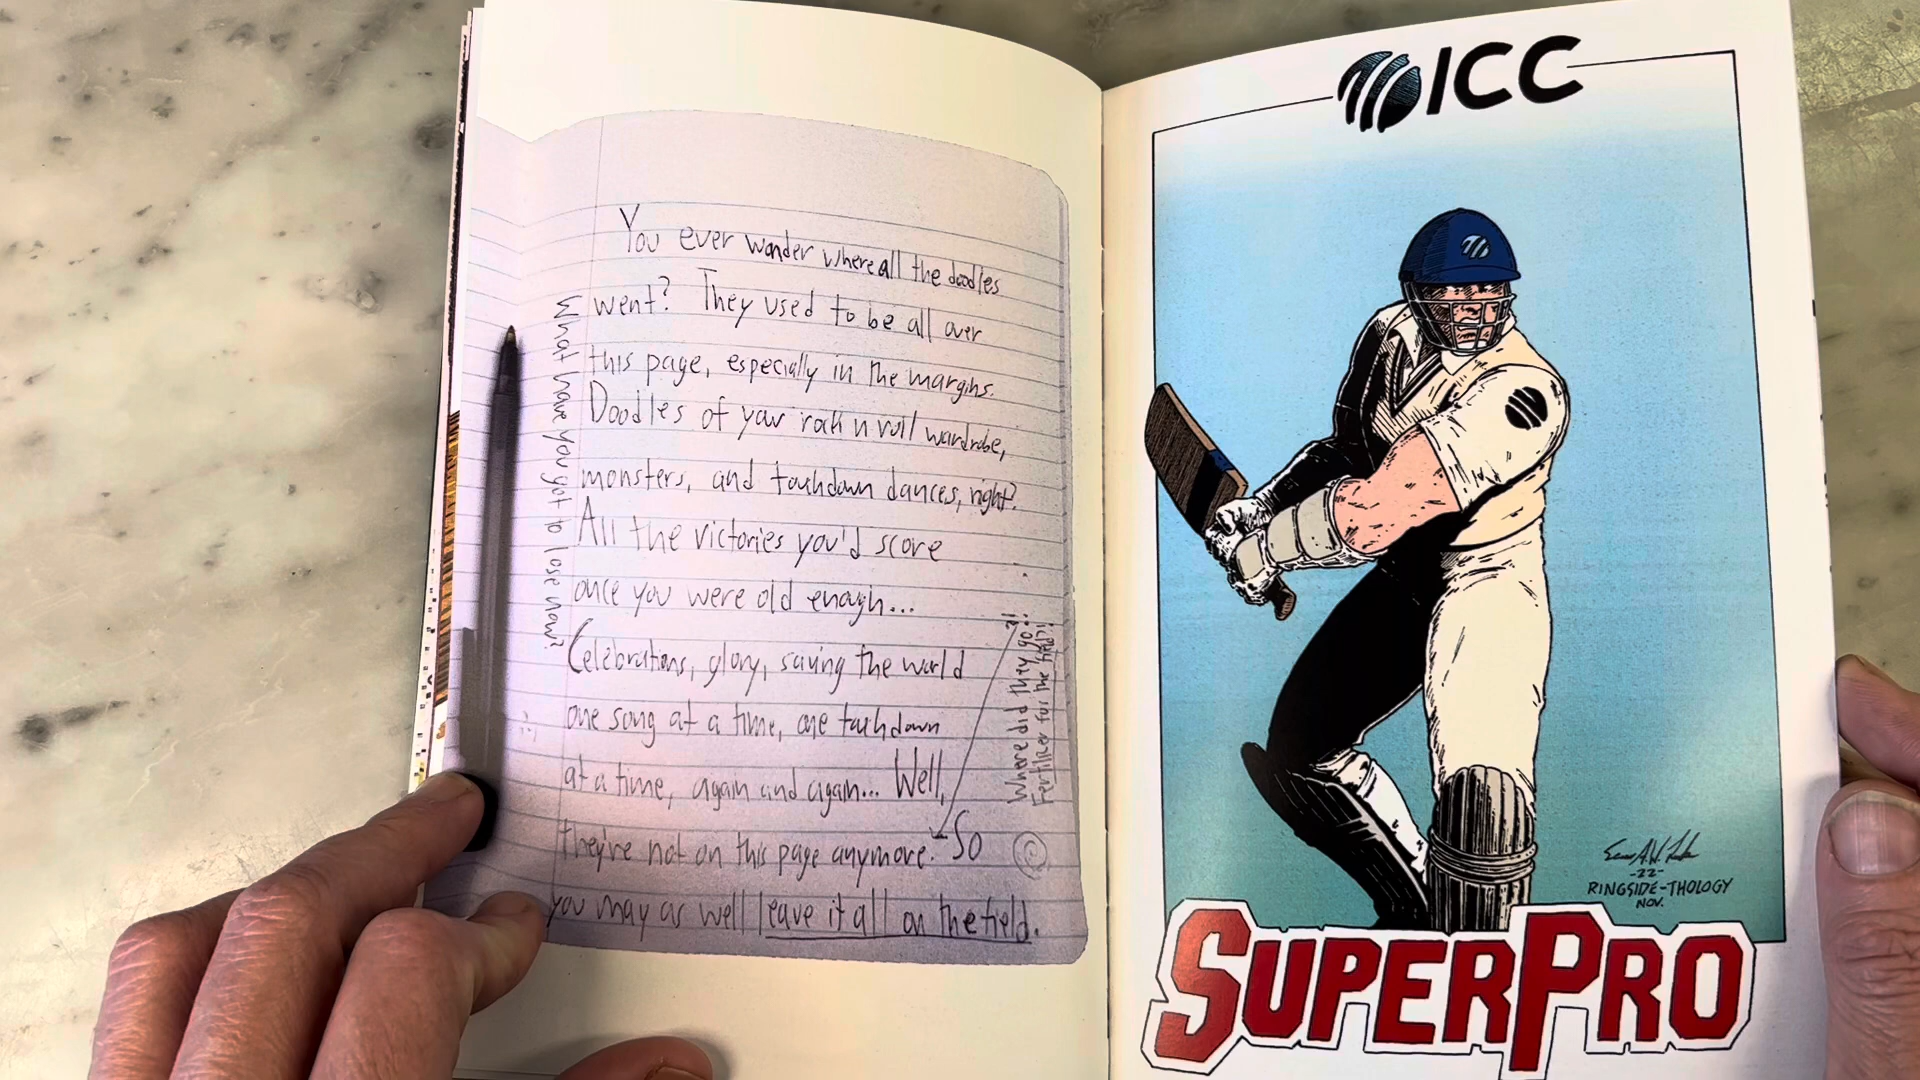 You ever wonder where all the doodles
went? They used to be all over
this page, especially in the margins.
Doodles of your rock n roll wardrobe,
monsters, and touchdown dances, right?
All the victories you'd score
once you were old enough...
Celebrations, glory, saving the world
one song at a time, one touchdown
at a time, again and again... Well,
they're not on this page anymore. So
you may as well leave it all on the field.
What have you got to lose now?
Where did they go?!
Fertilizer for the field?!
ICC
-22-
RINGSIDE-THOLOGY
NOV.
SUPERPRO